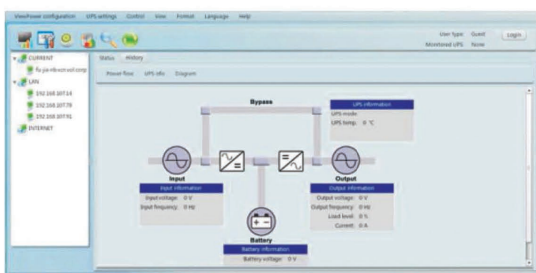 ViewPower configuration UPS settings Control View Format Language Help
User type: Guest Login
Monitored UPS: None
CURRENT
LAN
192.168.107.14
192.168.107.79
192.168.107.91
INTERNET
Status History
Power flow UPS info Diagram
Bypass
UPS information
UPS mode:
UPS temp: 0 ℃
Input
Input information
Input voltage: 0 V
Input frequency: 0 Hz
Output
Output information
Output voltage: 0 V
Output frequency: 0 Hz
Load level: 0 %
Current: 0 A
Battery
Battery information
Battery voltage: 0 V